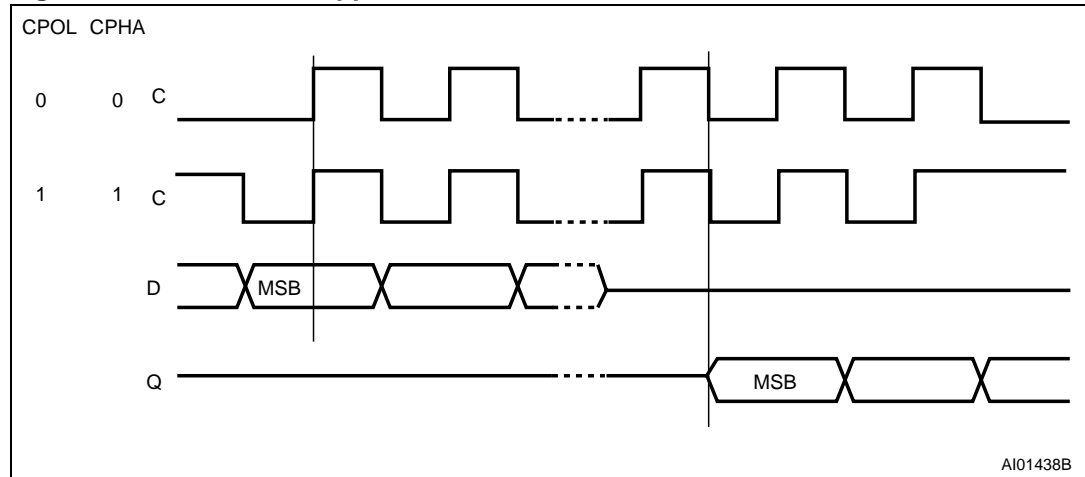 CPOL CPHA
0 0 C
1 1 C
D MSB
Q MSB
AI01438B